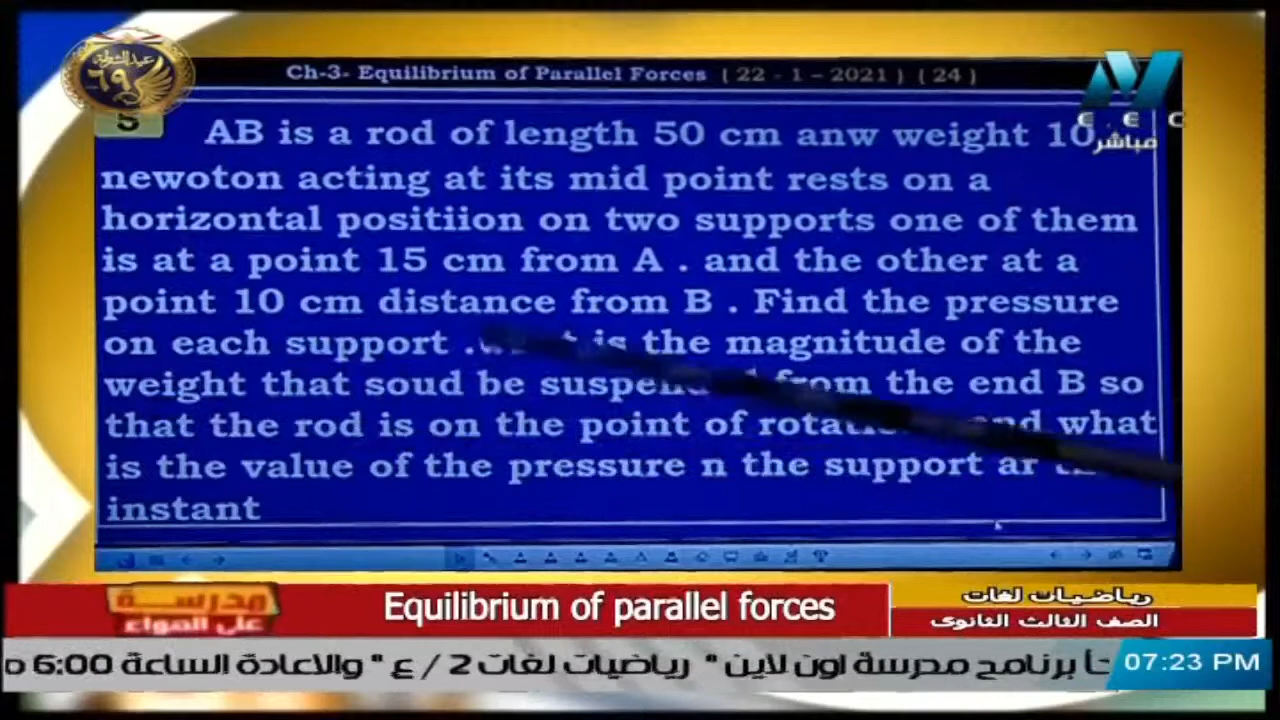 عيد الشرطة
٦٩
Ch-3- Equilibrium of Parallel Forces ( 22 - 1 - 2021 ) ( 24 )
E E C
مباشر
5
AB is a rod of length 50 cm anw weight 10
newoton acting at its mid point rests on a
horizontal positiion on two supports one of them
is at a point 15 cm from A . and the other at a
point 10 cm distance from B . Find the pressure
on each support . is the magnitude of the
weight that soud be from the end B so
that the rod is on the point of what
is the value of the pressure n the support ar
instant
مدرسة
على الهواء
Equilibrium of parallel forces
رياضيات لغات
الصف الثالث الثانوى
برنامج مدرسة اون لاين " رياضيات لغات 2 / ع " والاعادة الساعة 6:00
07:23 PM